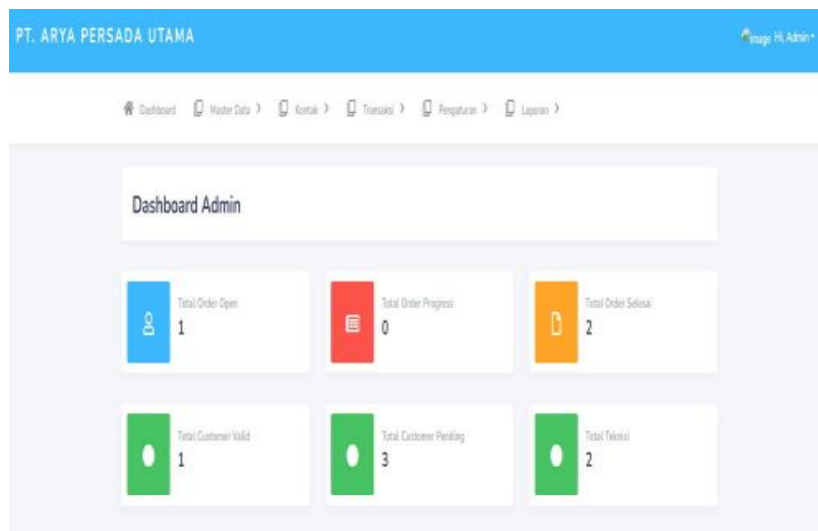 PT. ARYA PERSADA UTAMA
image Hi, Admin
Dashboard Master Data Kontak Transaksi Pengaturan Laporan
Dashboard Admin
Total Order Open
1
Total Order Progress
0
Total Order Selesai
2
Total Customer Valid
1
Total Customer Pending
3
Total Teknisi
2